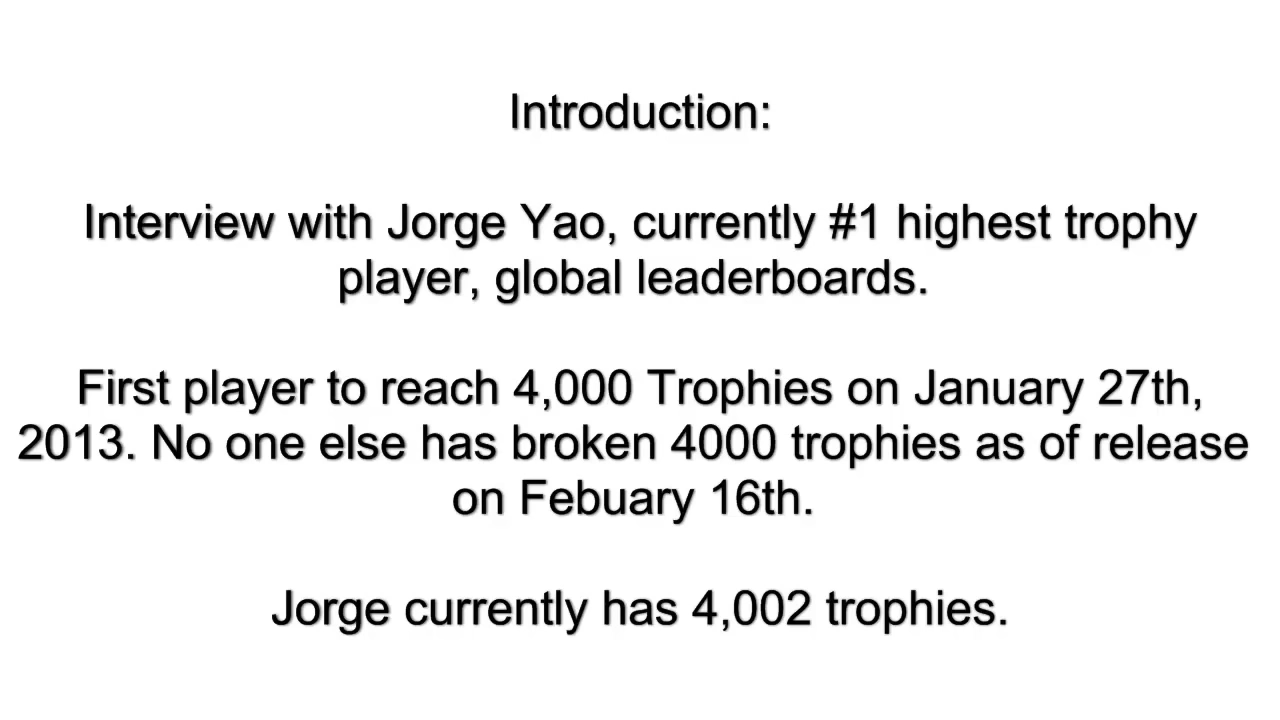 Introduction:
Interview with Jorge Yao, currently #1 highest trophy
player, global leaderboards.
First player to reach 4,000 Trophies on January 27th,
2013. No one else has broken 4000 trophies as of release
on Febuary 16th.
Jorge currently has 4,002 trophies.